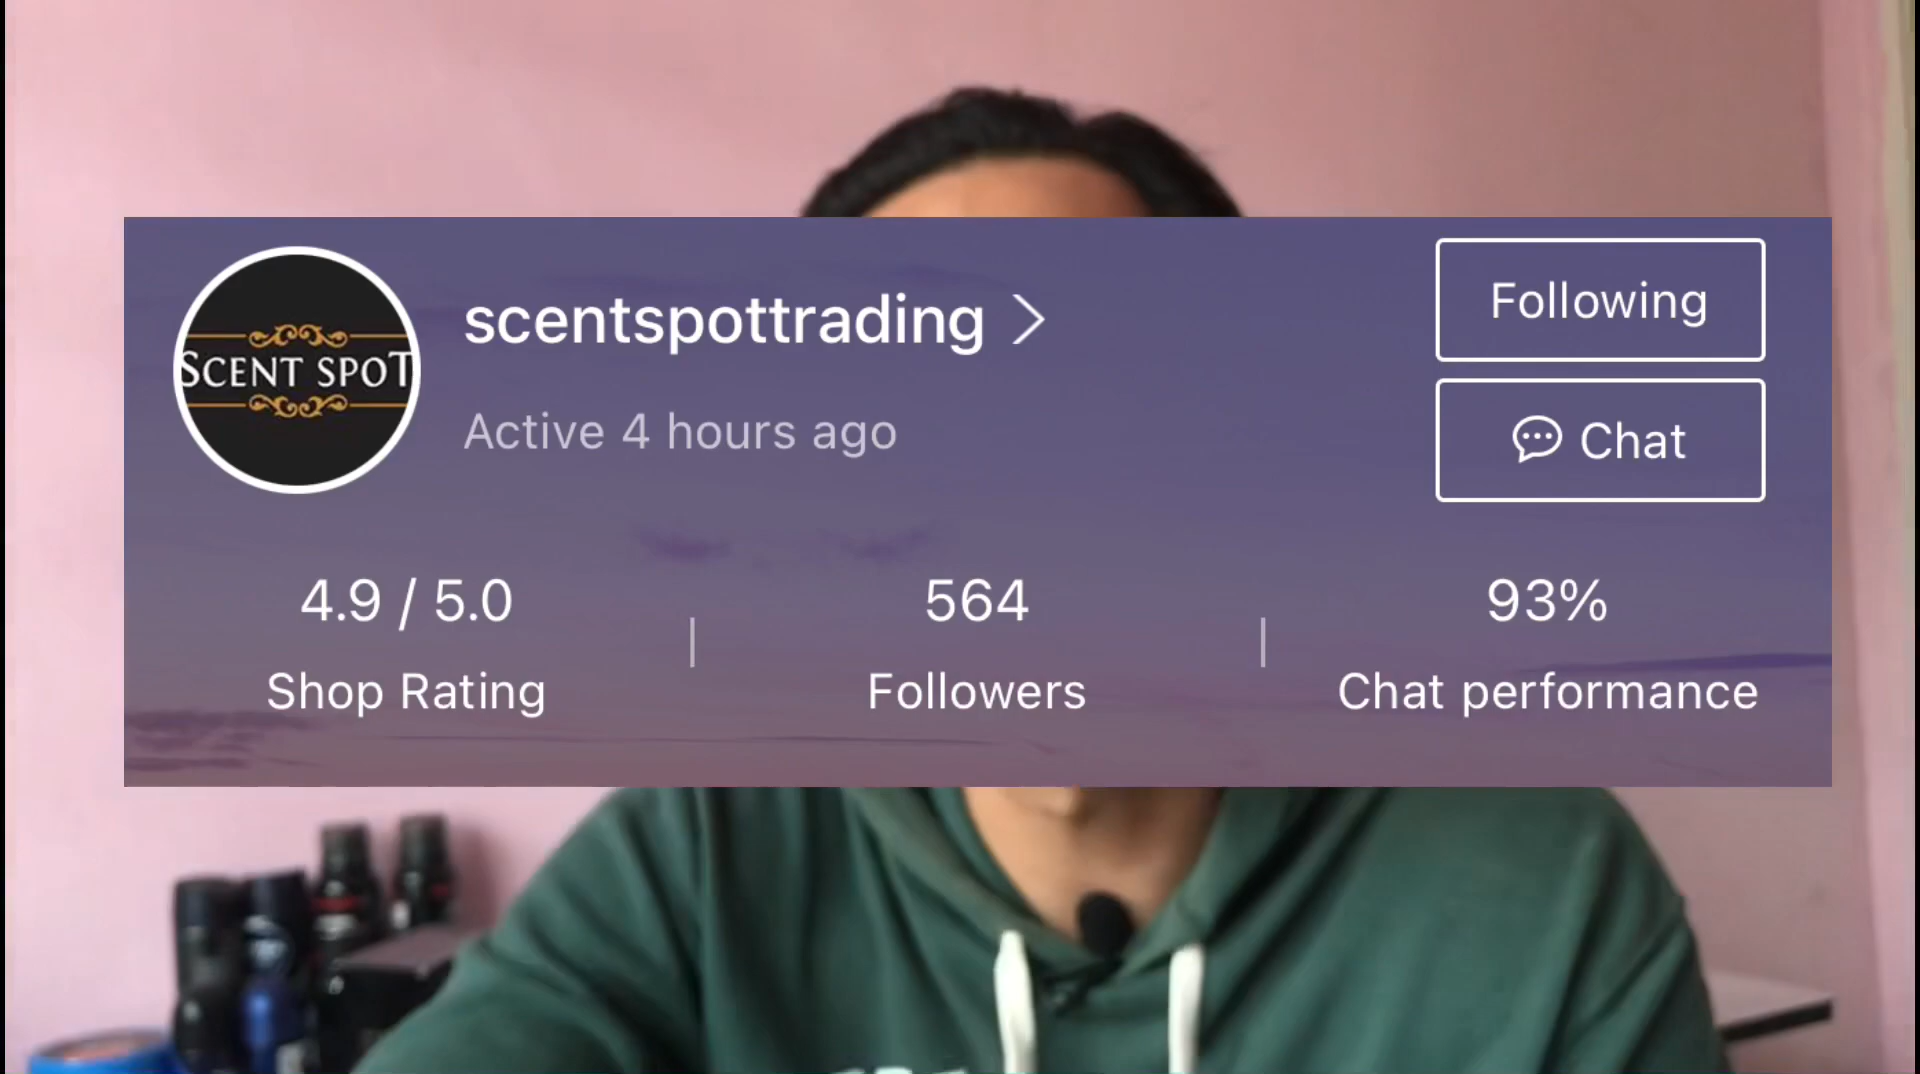 SCENT SPOT
scentspottrading >
Active 4 hours ago
Following
Chat
4.9 / 5.0
Shop Rating
564
Followers
93%
Chat performance